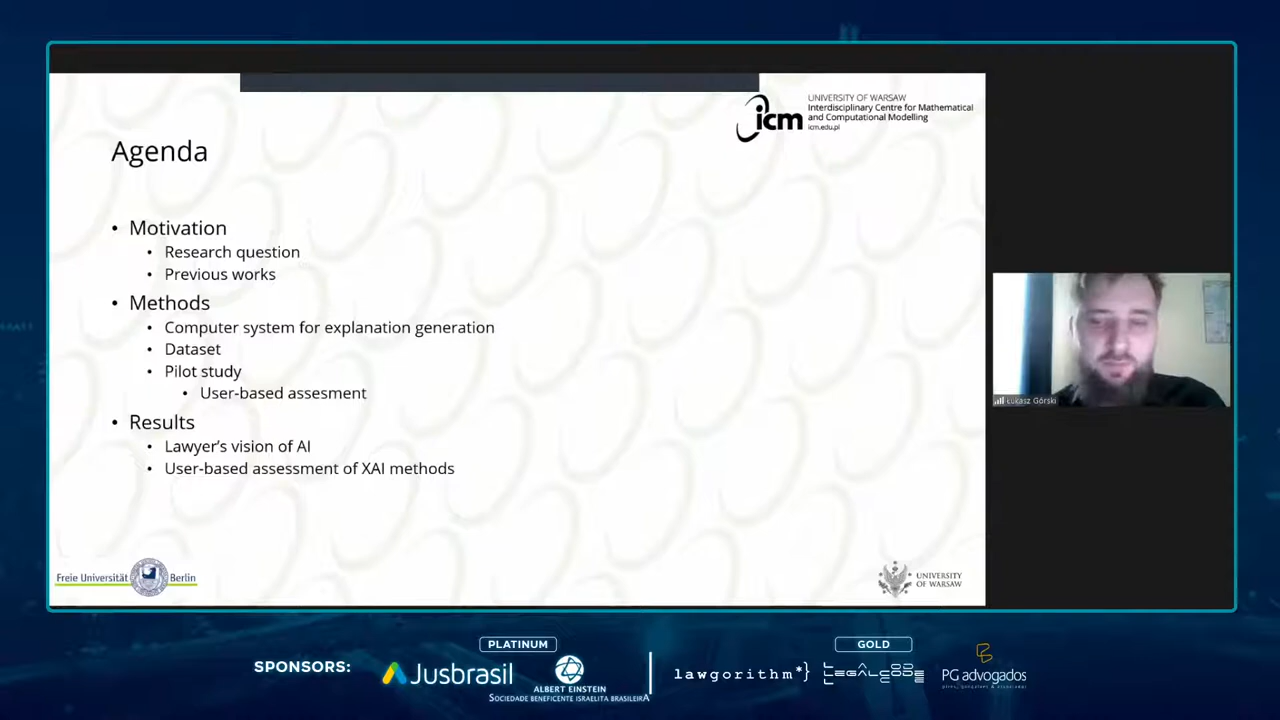 UNIVERSITY OF WARSAW
Interdisciplinary Centre for Mathematical
and Computational Modelling
icm.edu.pl
icm
Agenda
• Motivation
• Research question
• Previous works
• Methods
• Computer system for explanation generation
• Dataset
• Pilot study
• User-based assesment
• Results
• Lawyer's vision of AI
• User-based assessment of XAI methods
Łukasz Górski
Freie Universität Berlin
UNIVERSITY
OF WARSAW
SPONSORS:
PLATINUM
Jusbrasil
ALBERT EINSTEIN
SOCIEDADE BENEFICENTE ISRAELITA BRASILEIRA
GOLD
lawgorithm*}
LEGALCODE
PG advogados